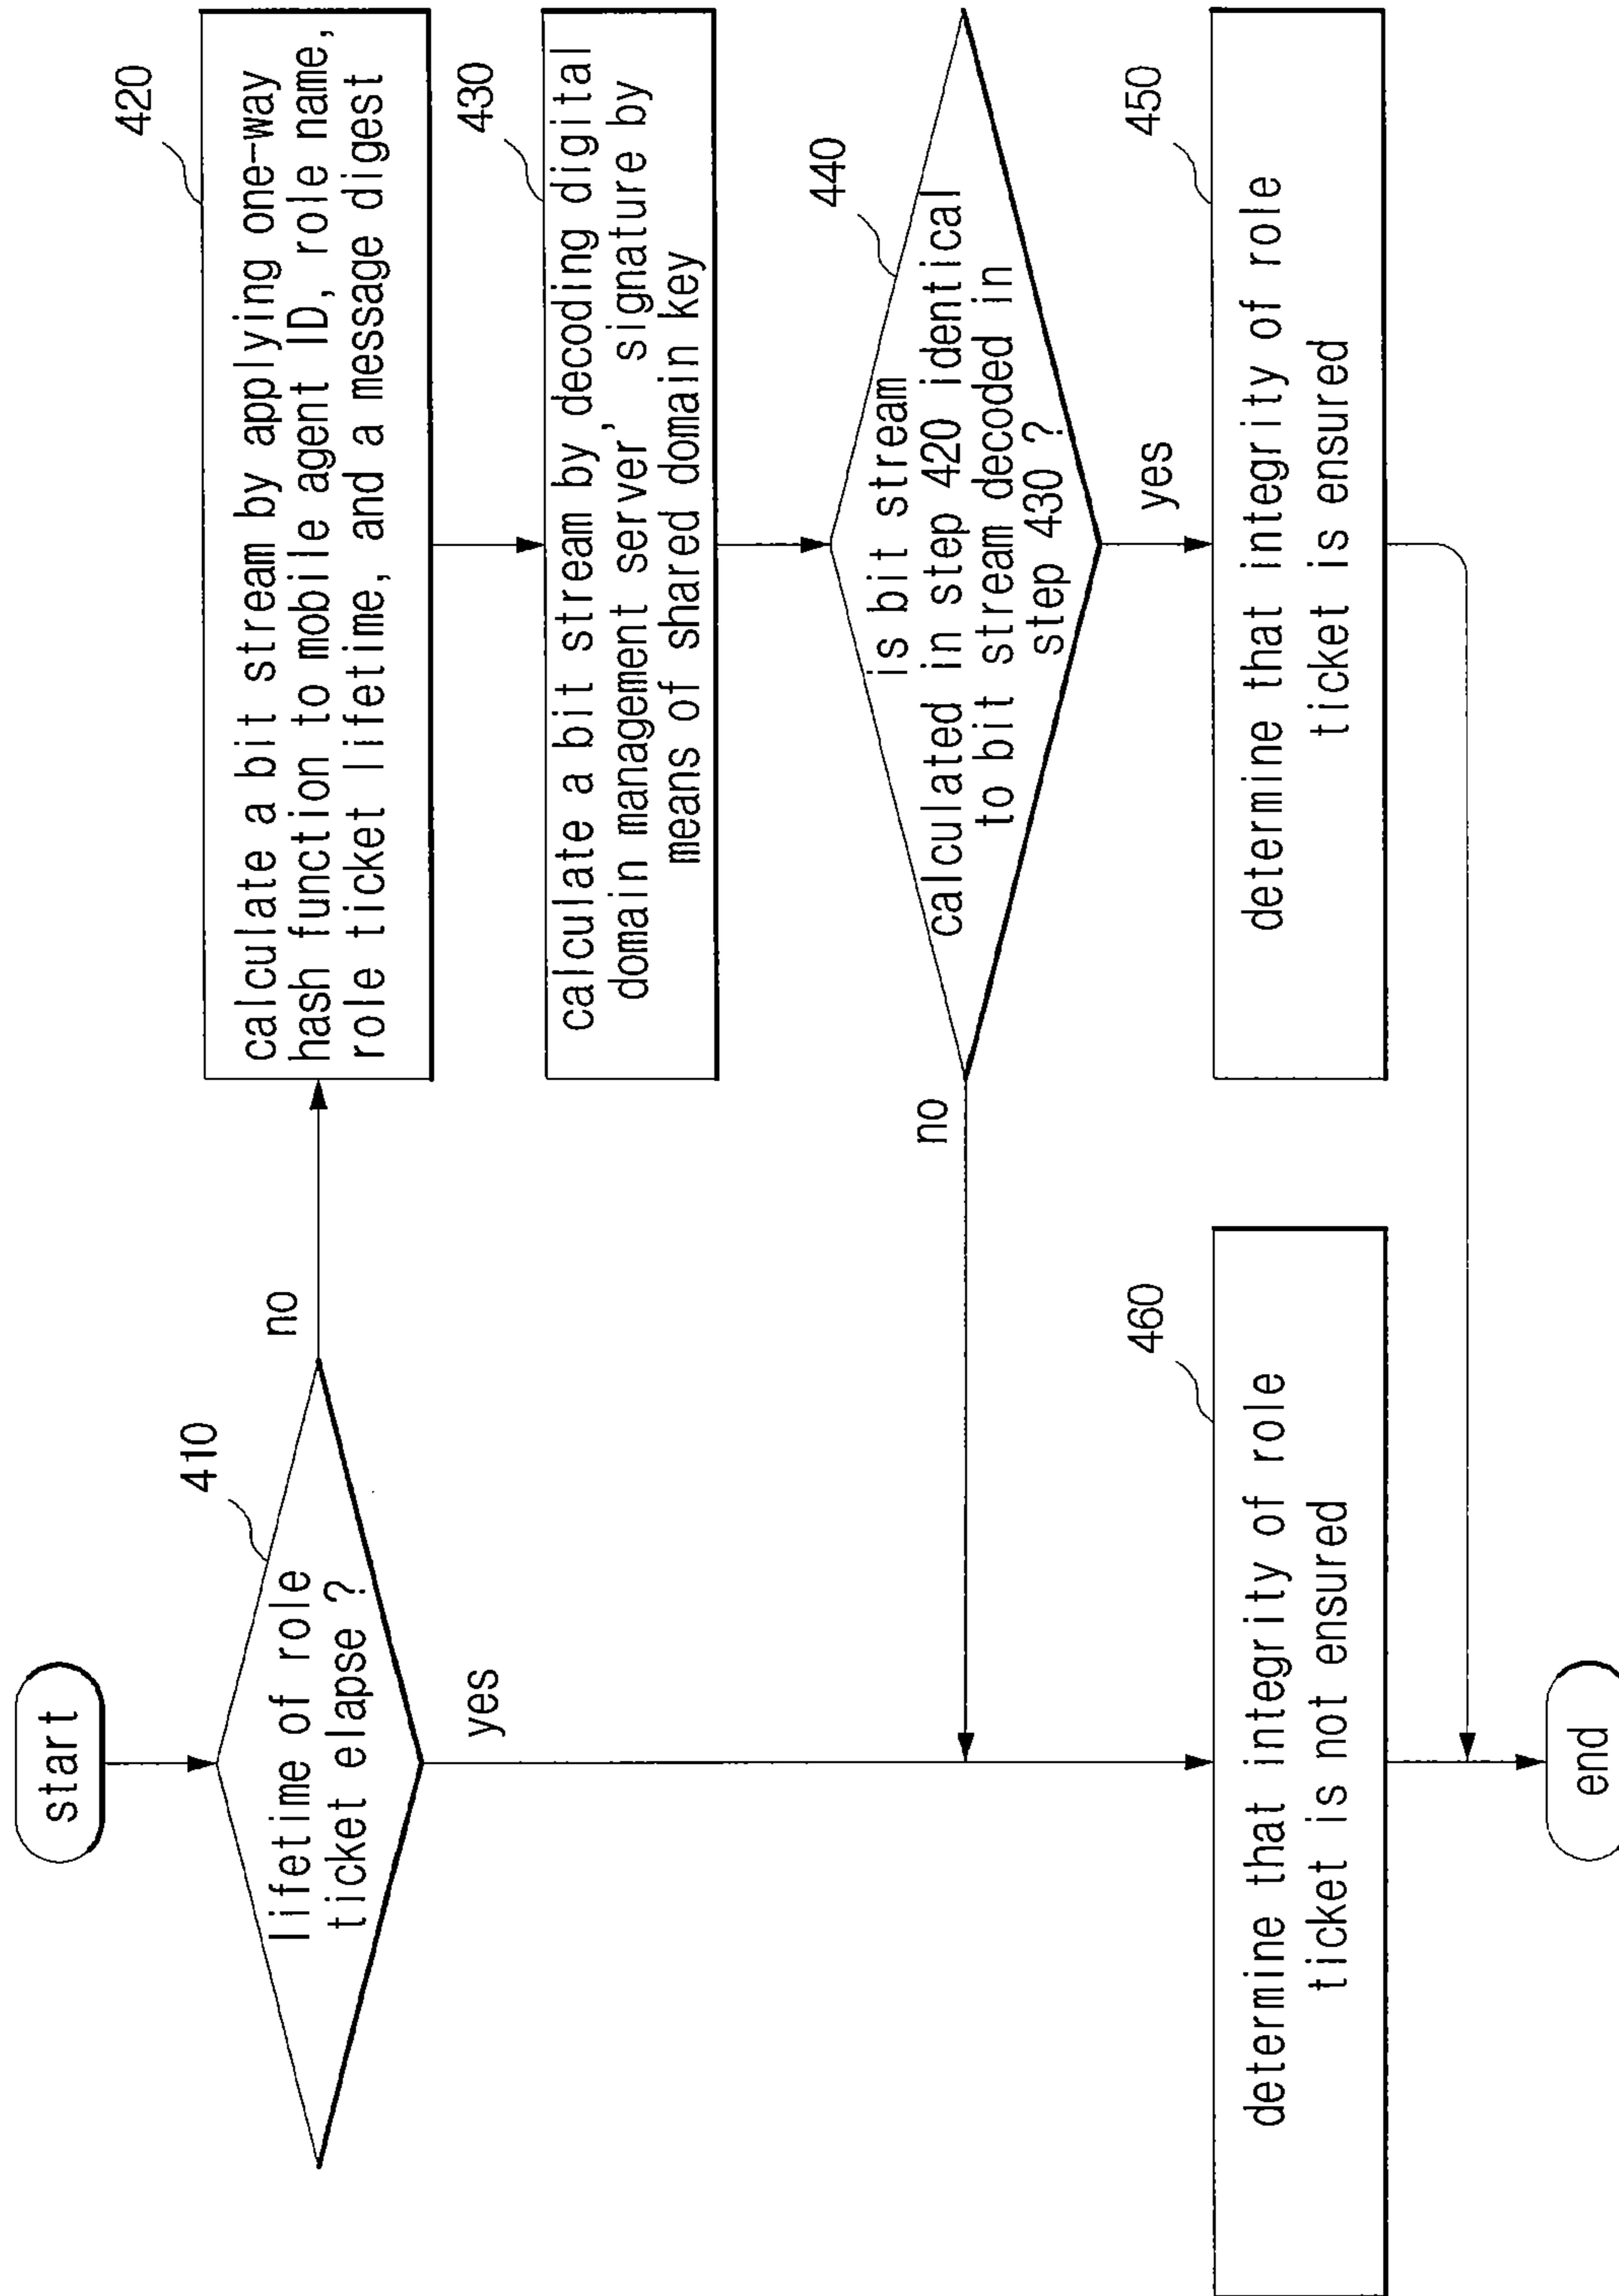 start
410
lifetime of role
ticket elapse ?
no
yes
420
calculate a bit stream by applying one-way
hash function to mobile agent ID, role name,
role ticket lifetime, and a message digest
430
calculate a bit stream by decoding digital
domain management server' signature by
means of shared domain key
440
is bit stream
calculated in step 420 identical
to bit stream decoded in
step 430 ?
no
yes
450
determine that integrity of role
ticket is ensured
460
determine that integrity of role
ticket is not ensured
end